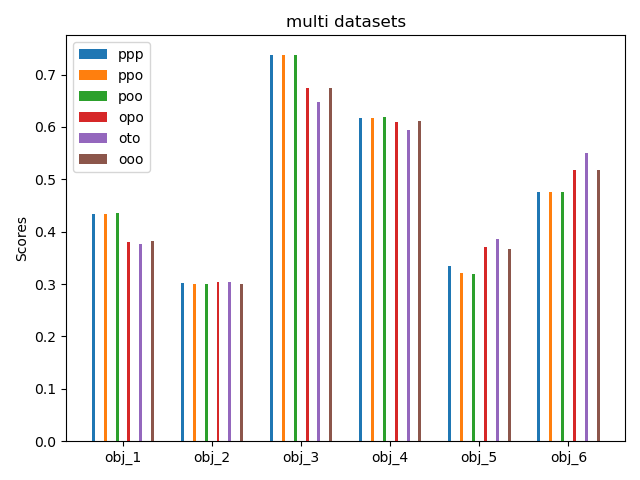 multi datasets
ppp
ppo
poo
opo
oto
ooo
Scores
0.7
0.6
0.5
0.4
0.3
0.2
0.1
0.0
obj_1 obj_2 obj_3 obj_4 obj_5 obj_6